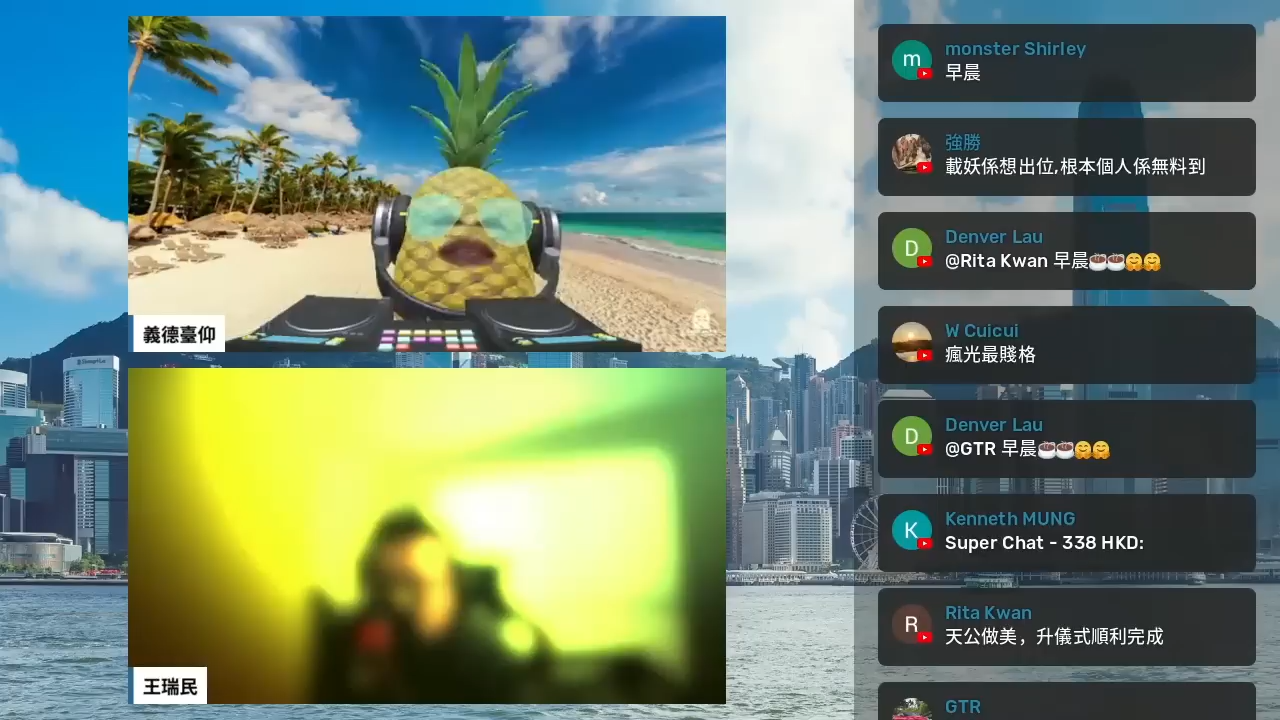 義德臺仰
王瑞民
monster Shirley
早晨
強勝
載妖係想出位,根本個人係無料到
Denver Lau
@Rita Kwan 早晨☕☕🤗🤗
W Cuicui
瘋光最賤格
Denver Lau
@GTR 早晨☕☕🤗🤗
Kenneth MUNG
Super Chat - 338 HKD:
Rita Kwan
天公做美，升儀式順利完成
GTR